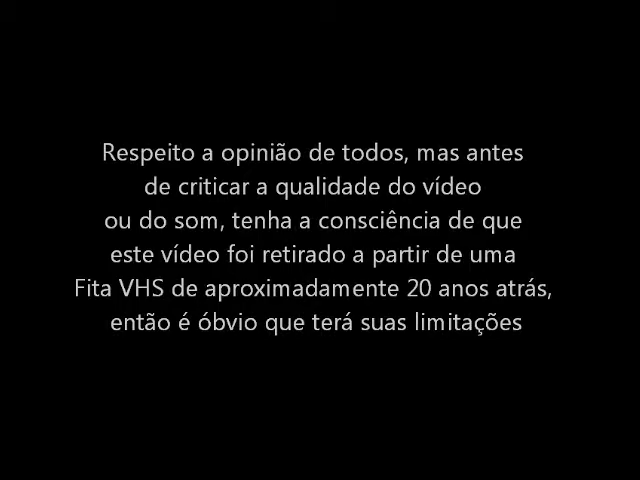 Respeito a opinião de todos, mas antes
de criticar a qualidade do vídeo
ou do som, tenha a consciência de que
este vídeo foi retirado a partir de uma
Fita VHS de aproximadamente 20 anos atrás,
então é óbvio que terá suas limitações